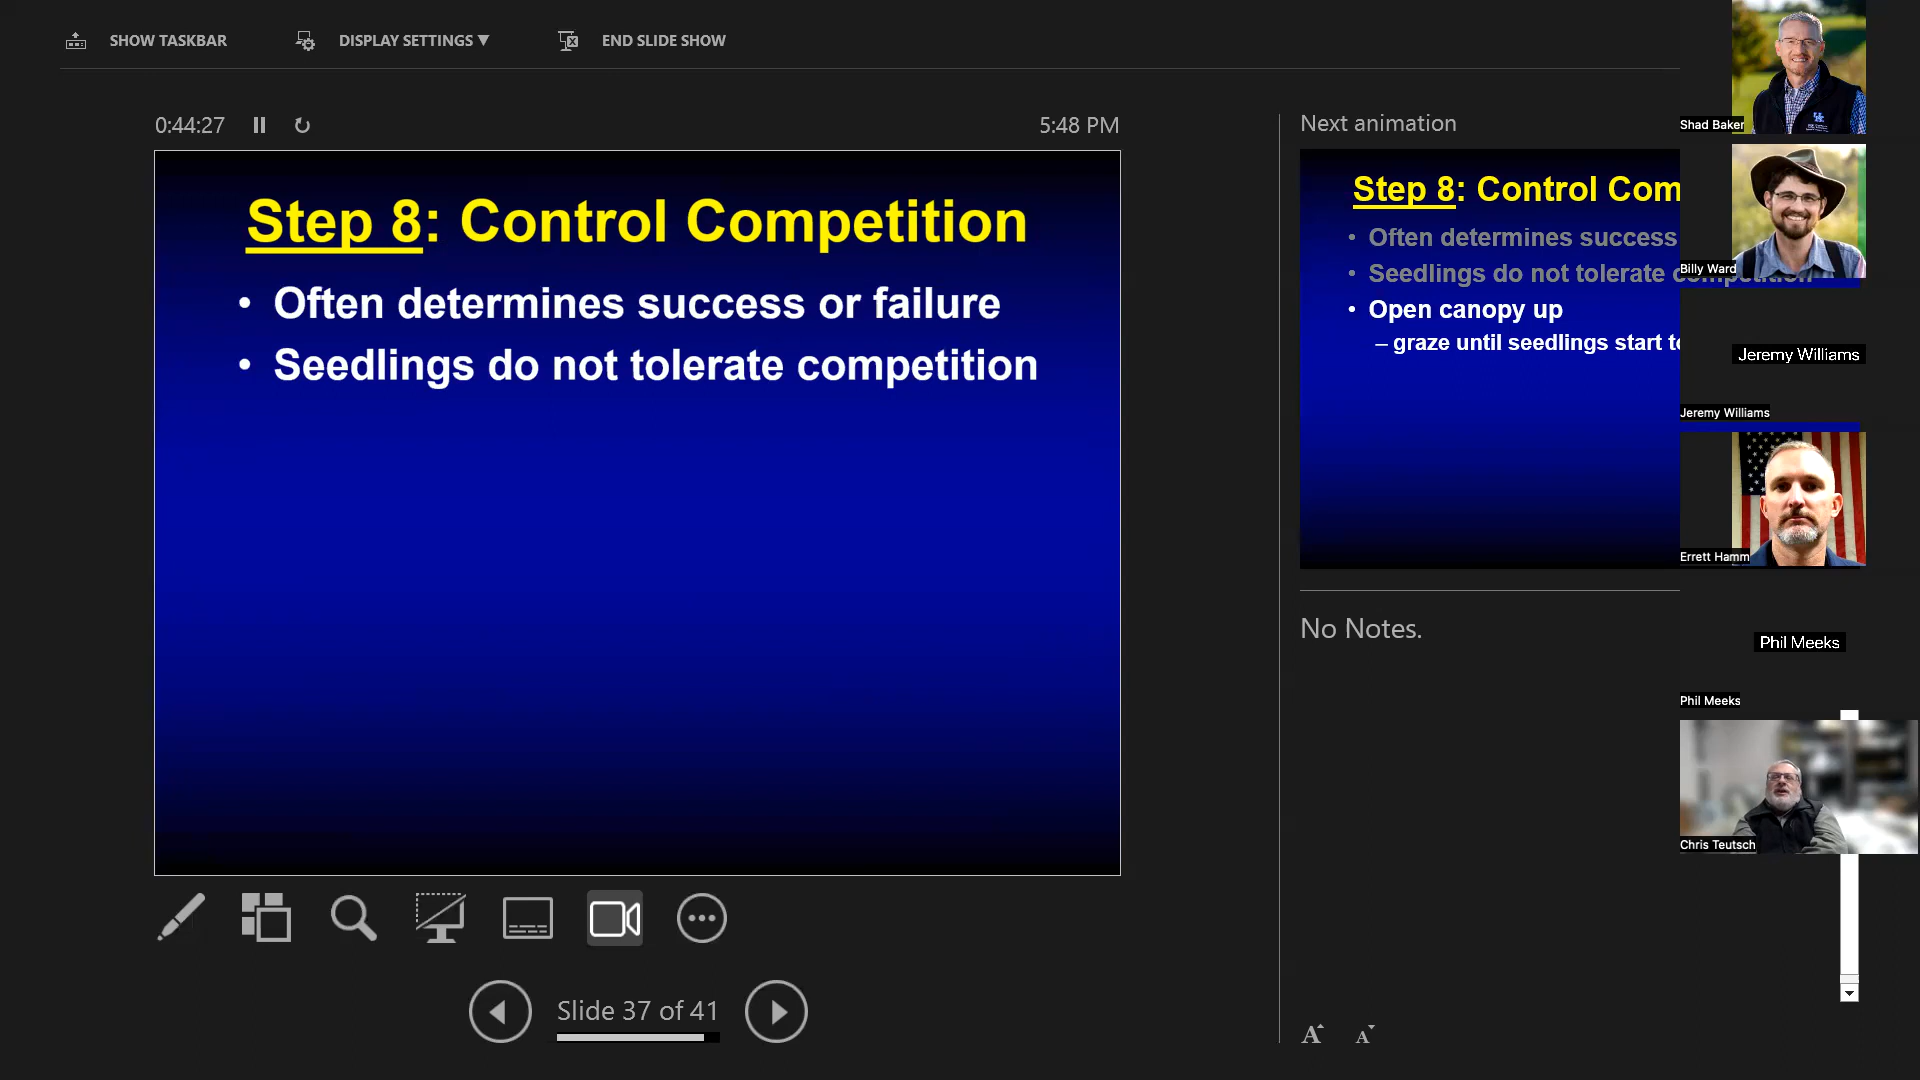 SHOW TASKBAR
DISPLAY SETTINGS ▼
END SLIDE SHOW
0:44:27
5:48 PM
Step 8: Control Competition
• Often determines success or failure
• Seedlings do not tolerate competition
Slide 37 of 41
Next animation
Step 8: Control Com
• Often determines success
• Seedlings do not tolerate competition
• Open canopy up
– graze until seedlings start to
No Notes.
A A
Shad Baker
Billy Ward
Jeremy Williams
Jeremy Williams
Errett Hamm
Phil Meeks
Phil Meeks
Chris Teutsch